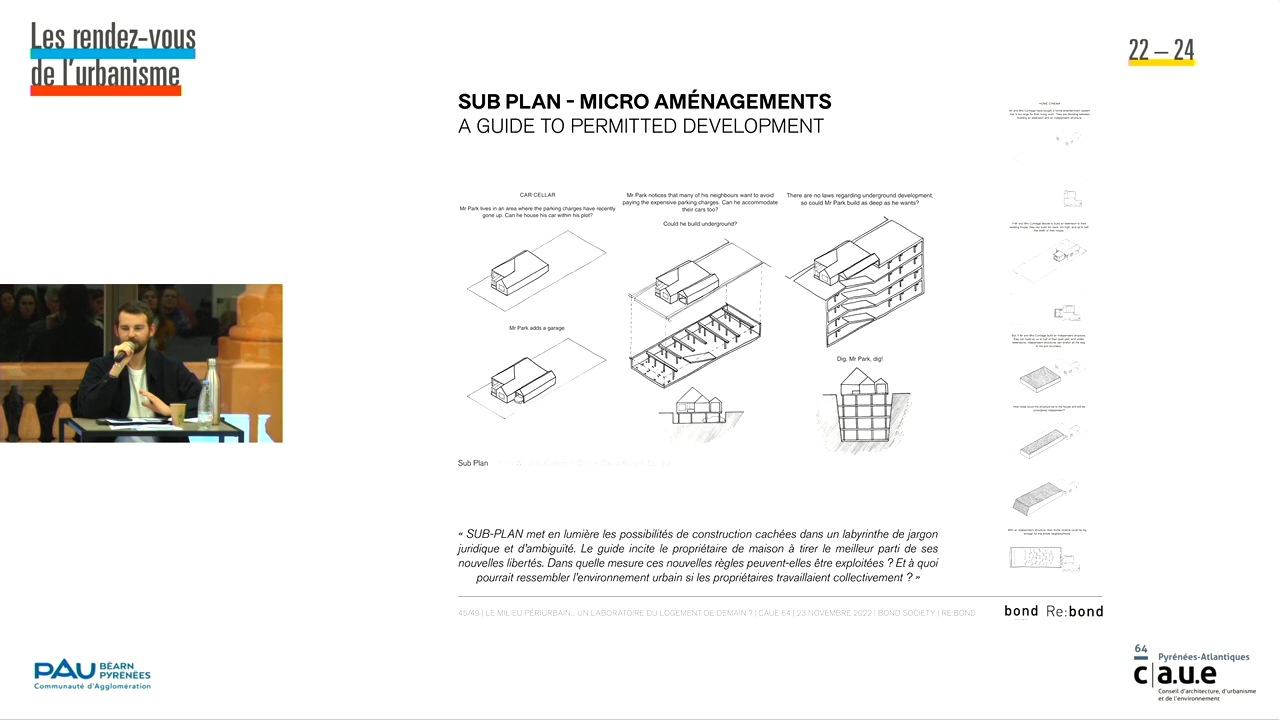 Les rendez-vous
de l'urbanisme
22 – 24
SUB PLAN - MICRO AMÉNAGEMENTS
A GUIDE TO PERMITTED DEVELOPMENT
CAR CELLAR
Mr Park lives in an area where the parking charges have recently
gone up. Can he house his car within his plot?
Mr Park adds a garage.
Mr Park notices that many of his neighbours want to avoid
paying the expensive parking charges. Can he accommodate
their cars too?
Could he build underground?
There are no laws regarding underground development,
so could Mr Park build as deep as he wants?
Dig, Mr Park, dig!
HOME CINEMA
Sub Plan
« SUB-PLAN met en lumière les possibilités de construction cachées dans un labyrinthe de jargon
juridique et d'ambiguité. Le guide incite le propriétaire de maison à tirer le meilleur parti de ses
nouvelles libertés. Dans quelle mesure ces nouvelles règles peuvent-elles être exploitées ? Et à quoi
pourrait ressembler l'environnement urbain si les propriétaires travaillaient collectivement ? »
45/49 | LE MILIEU PÉRIURBAIN... UN LABORATOIRE DU LOGEMENT DE DEMAIN ? | CAUE 64 | 23 NOVEMBRE 2022 | BOND SOCIETY | RE:BOND
bond Re:bond
PAU BÉARN
PYRÉNÉES
Communauté d'Agglomération
64
Pyrénées-Atlantiques
c|a.u.e
Conseil d'architecture, d'urbanisme
et de l'environnement